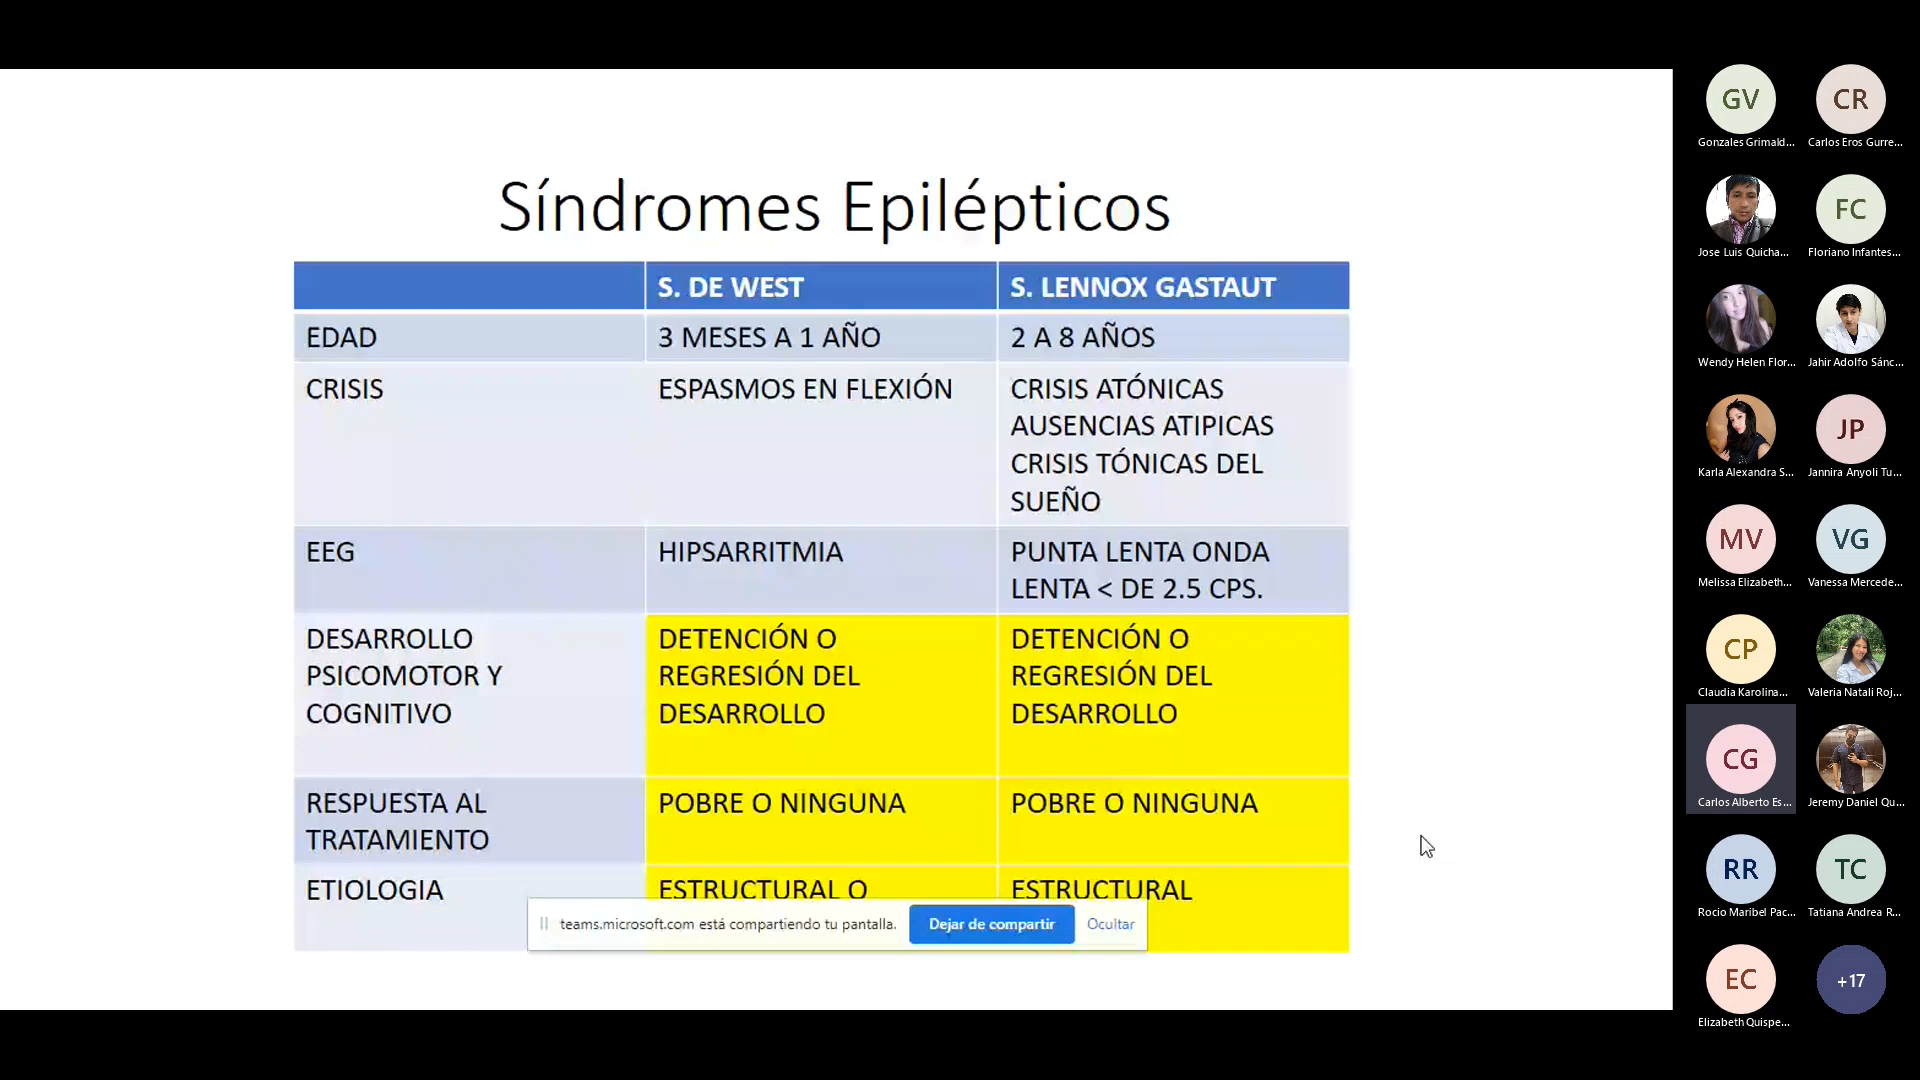 Síndromes Epilépticos
S. DE WEST
S. LENNOX GASTAUT
EDAD
3 MESES A 1 AÑO
2 A 8 AÑOS
CRISIS
ESPASMOS EN FLEXIÓN
CRISIS ATÓNICAS
AUSENCIAS ATIPICAS
CRISIS TÓNICAS DEL
SUEÑO
EEG
HIPSARRITMIA
PUNTA LENTA ONDA
LENTA < DE 2.5 CPS.
DESARROLLO
PSICOMOTOR Y
COGNITIVO
DETENCIÓN O
REGRESIÓN DEL
DESARROLLO
DETENCIÓN O
REGRESIÓN DEL
DESARROLLO
RESPUESTA AL
TRATAMIENTO
POBRE O NINGUNA
POBRE O NINGUNA
ETIOLOGIA
ESTRUCTURAL O
ESTRUCTURAL
teams.microsoft.com está compartiendo tu pantalla.
Dejar de compartir
Ocultar
GV
Gonzales Grimald...
CR
Carlos Eros Gurre...
Jose Luis Quicha...
FC
Floriano Infantes...
Wendy Helen Flor...
Jahir Adolfo Sánc...
Karla Alexandra S...
JP
Jannira Anyoli Tu...
MV
Melissa Elizabeth...
VG
Vanessa Mercede...
CP
Claudia Karolina...
Valeria Natali Roj...
CG
Carlos Alberto Es...
Jeremy Daniel Qu...
RR
Rocio Maribel Pac...
TC
Tatiana Andrea R...
EC
Elizabeth Quispe...
+17